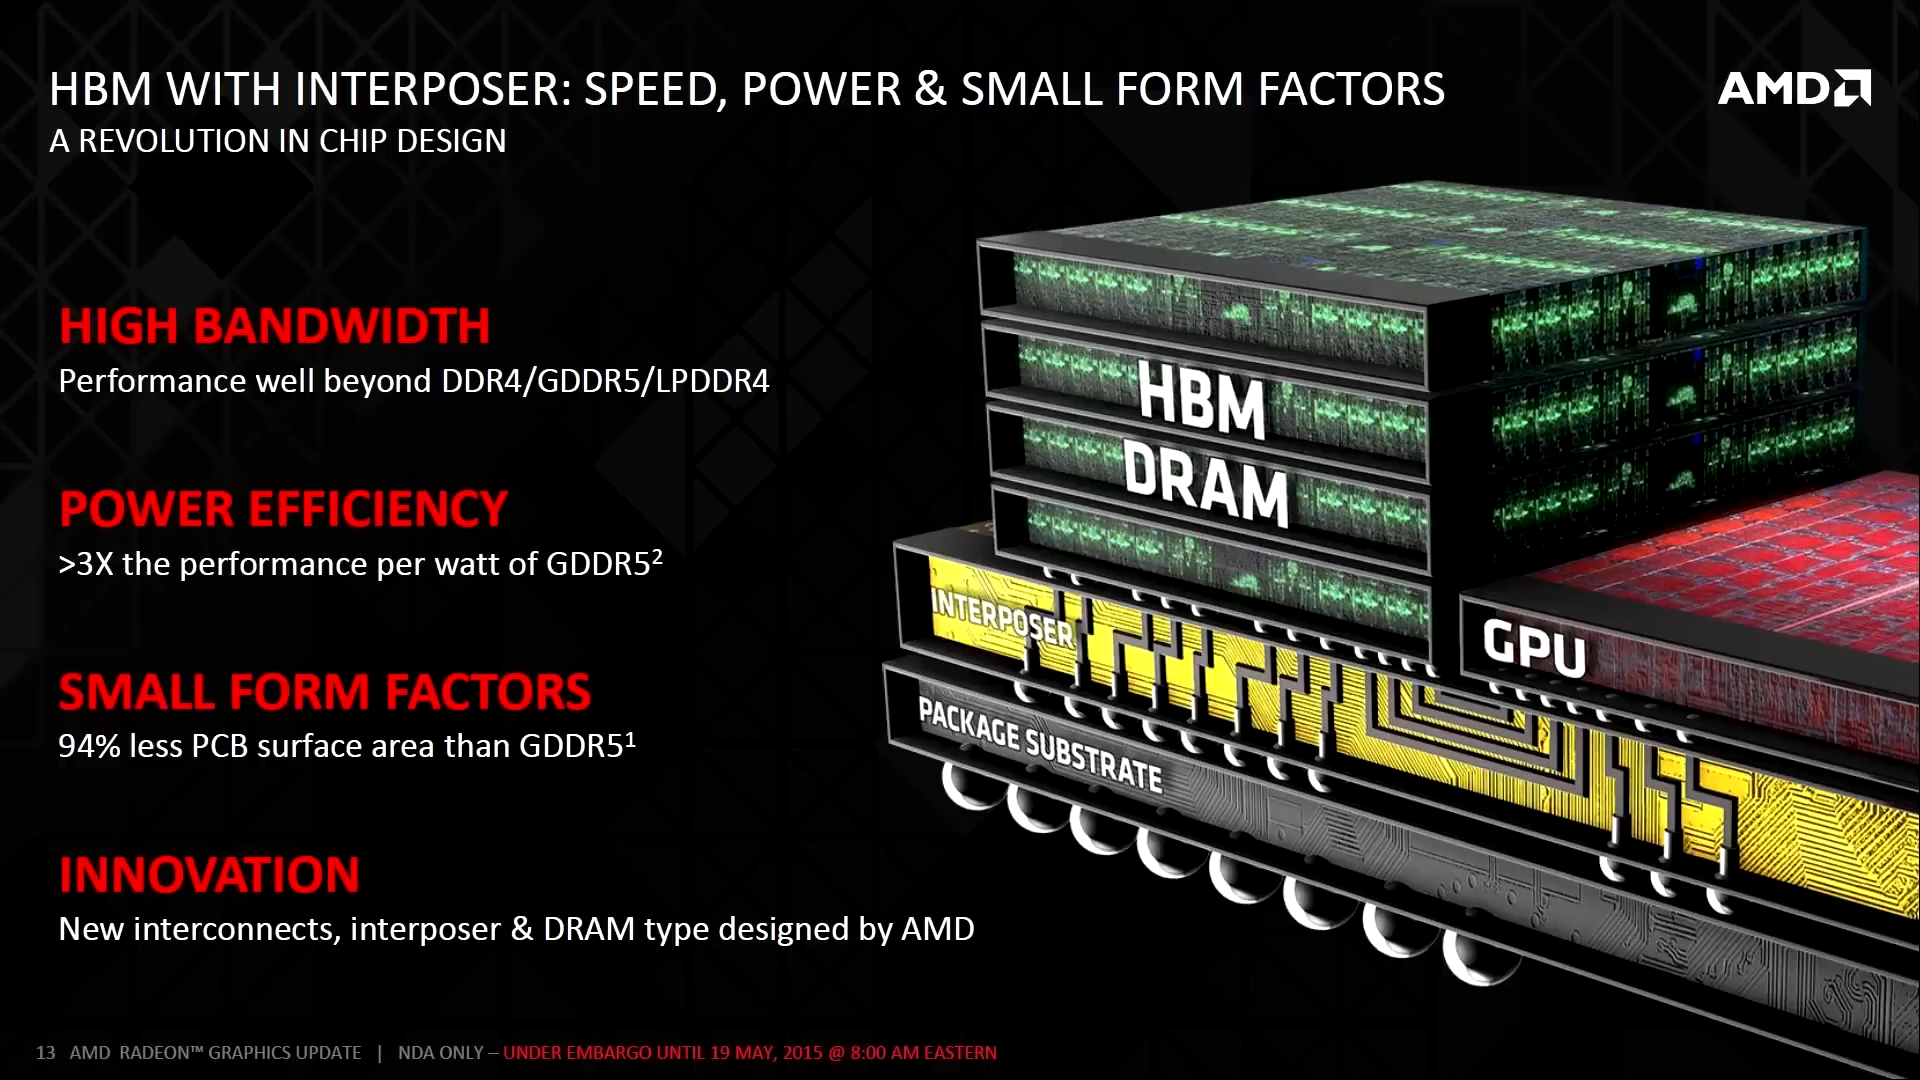 HBM WITH INTERPOSER: SPEED, POWER & SMALL FORM FACTORS
A REVOLUTION IN CHIP DESIGN
AMD
HIGH BANDWIDTH
Performance well beyond DDR4/GDDR5/LPDDR4
POWER EFFICIENCY
>3X the performance per watt of GDDR5²
SMALL FORM FACTORS
94% less PCB surface area than GDDR5¹
INNOVATION
New interconnects, interposer & DRAM type designed by AMD
HBM
DRAM
INTERPOSER
GPU
PACKAGE SUBSTRATE
13 AMD RADEON™ GRAPHICS UPDATE | NDA ONLY – UNDER EMBARGO UNTIL 19 MAY, 2015 @ 8:00 AM EASTERN